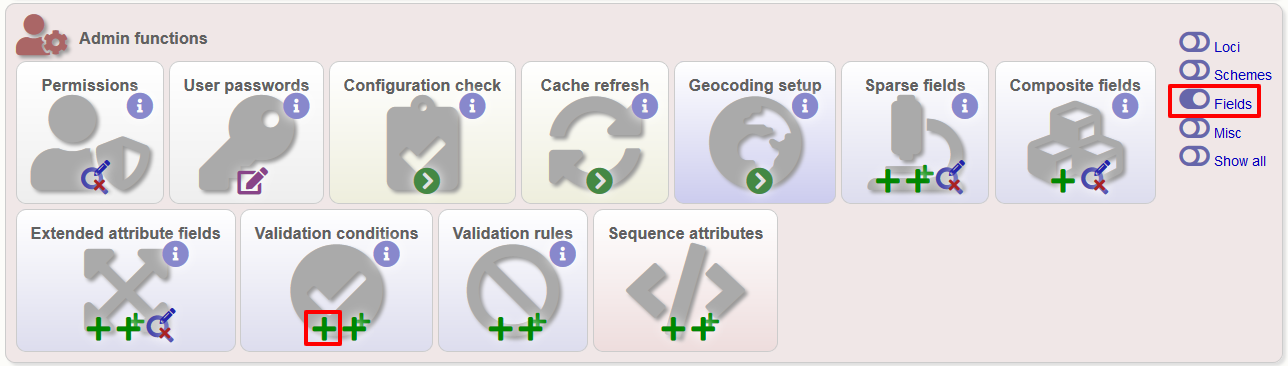 Admin functions
Permissions
User passwords
Configuration check
Cache refresh
Geocoding setup
Sparse fields
Composite fields
Loci
Schemes
Fields
Misc
Show all
Extended attribute fields
Validation conditions
Validation rules
Sequence attributes